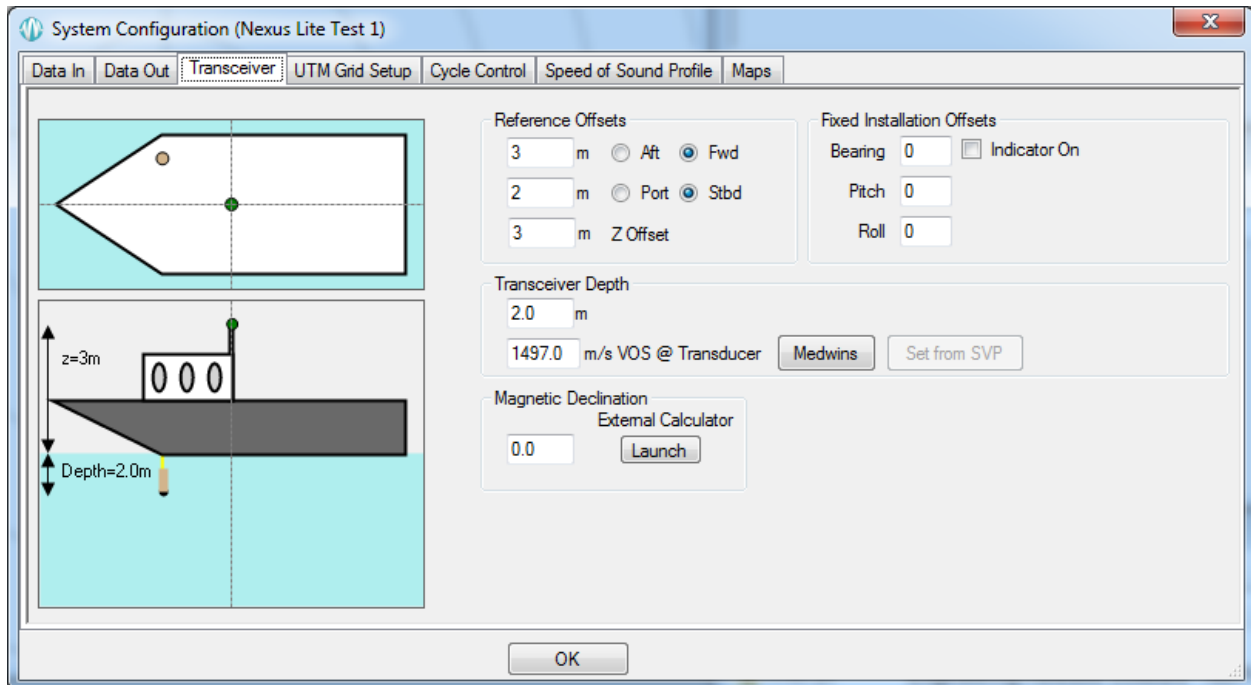 System Configuration (Nexus Lite Test 1)
Data In Data Out Transceiver UTM Grid Setup Cycle Control Speed of Sound Profile Maps
Reference Offsets
3 m Aft Fwd
2 m Port Stbd
3 m Z Offset
Fixed Installation Offsets
Bearing 0 Indicator On
Pitch 0
Roll 0
z=3m
Depth=2.0m
Transceiver Depth
2.0 m
1497.0 m/s VOS @ Transducer Medwins Set from SVP
Magnetic Declination
External Calculator
0.0 Launch
OK